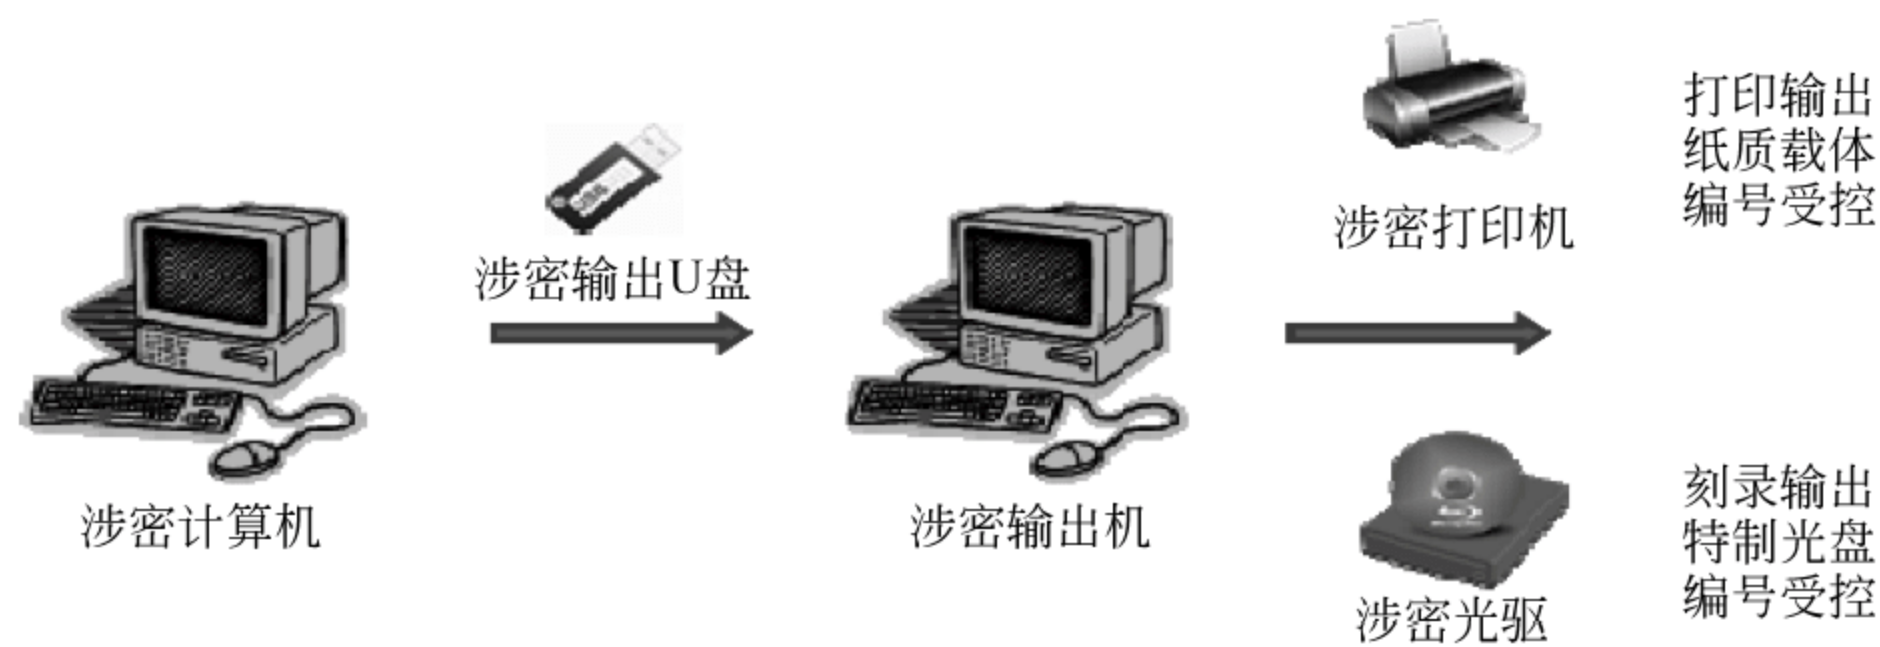 打印输出
纸质载体
编号受控
涉密打印机
涉密输出U盘
涉密计算机
涉密输出机
刻录输出
特制光盘
编号受控
涉密光驱